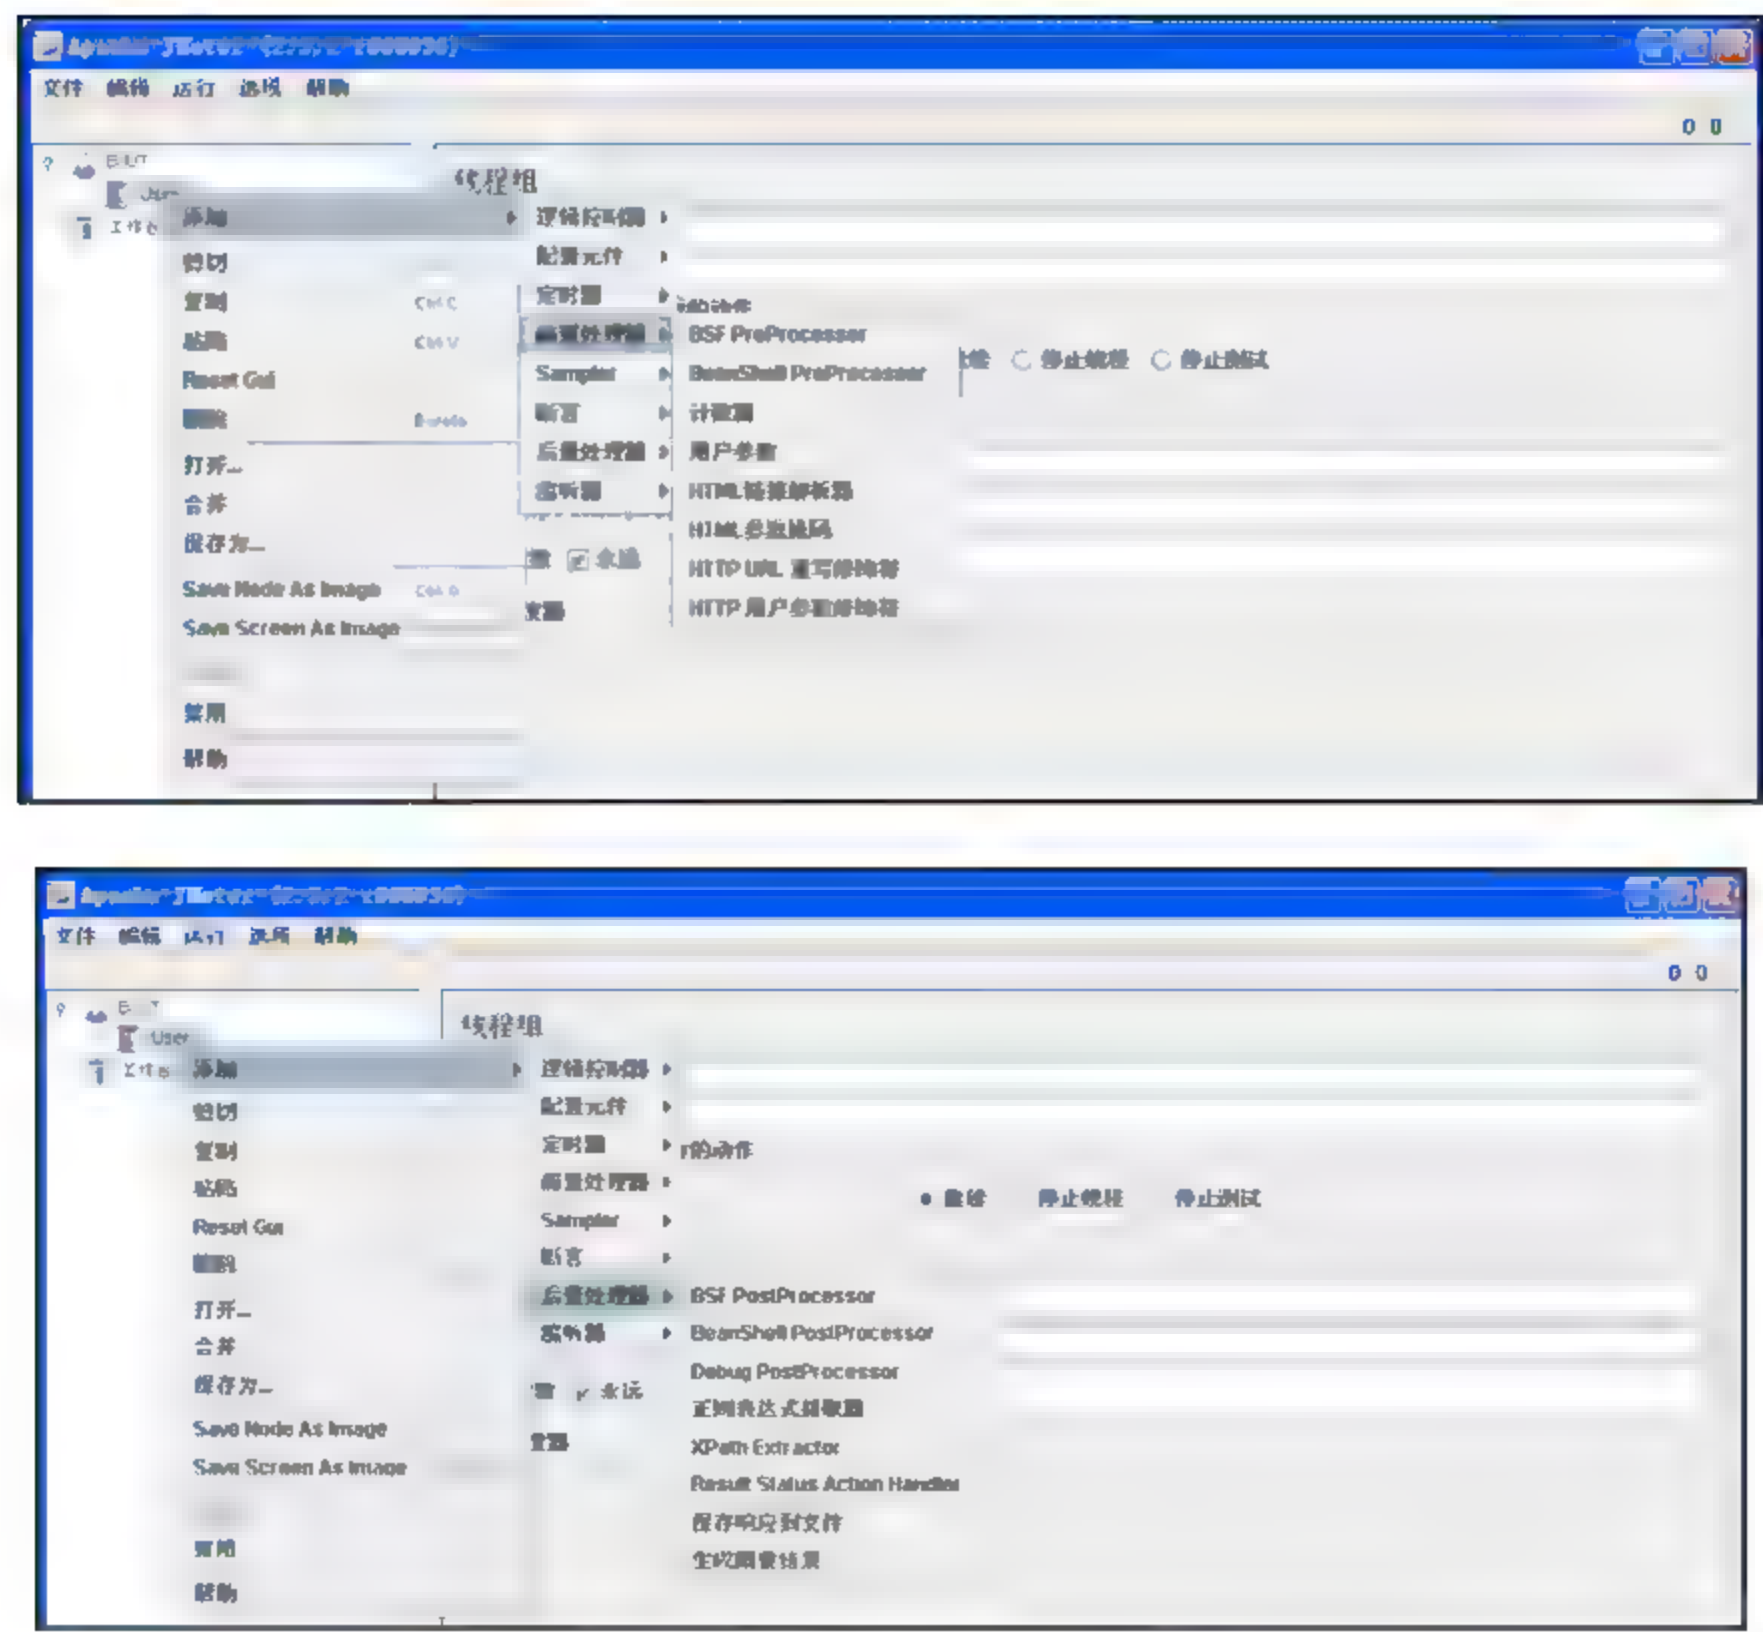 文件 编辑 运行 选项 帮助
0 0
线程组
添加
逻辑控制器
剪切
配置元件
复制
Ctrl-C
定时器
粘贴
Ctrl-V
前置处理器
BSF PreProcessor
停止线程
停止测试
Reset Gui
Sampler
BeanShell PreProcessor
删除
Delete
断言
计数器
打开...
后置处理器
用户参数
合并
监听器
HTML链接解析器
保存为...
HTML 参数掩码
永远
HTTP URL 重写修饰符
Save Node As Image
HTTP 用户参数修饰符
Save Screen As Image
禁用
帮助
文件 编辑 运行 选项 帮助
0 0
User
线程组
添加
逻辑控制器
剪切
配置元件
复制
定时器
的动作
粘贴
前置处理器
继续
停止线程
停止测试
Reset Gui
Sampler
删除
断言
打开...
后置处理器
BSF PostProcessor
合并
监听器
BeanShell PostProcessor
保存为...
Debug PostProcessor
永远
正则表达式提取器
Save Node As Image
XPath Extractor
Save Screen As Image
Result Status Action Handler
保存响应到文件
禁用
生成概要结果
帮助